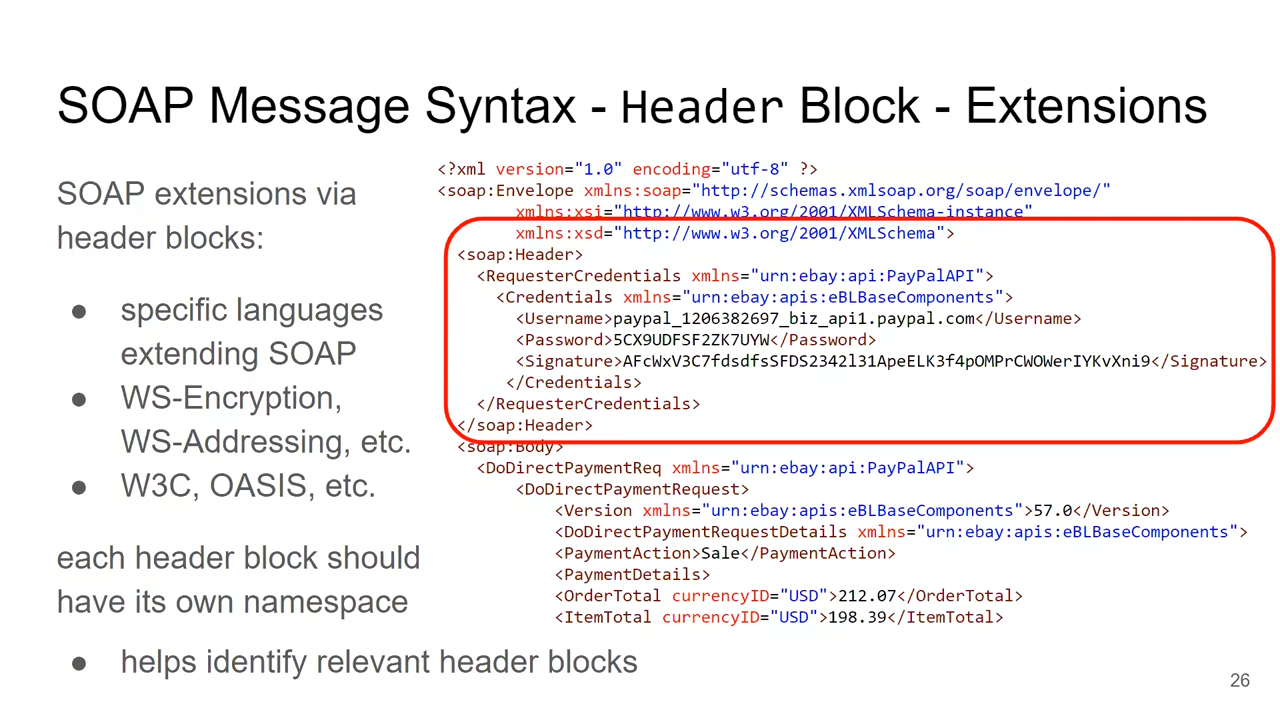 SOAP Message Syntax - Header Block - Extensions
SOAP extensions via
header blocks:
● specific languages
extending SOAP
● WS-Encryption,
WS-Addressing, etc.
● W3C, OASIS, etc.
each header block should
have its own namespace
● helps identify relevant header blocks
<?xml version="1.0" encoding="utf-8" ?>
<soap:Envelope xmlns:soap="http://schemas.xmlsoap.org/soap/envelope/"
xmlns:xsi="http://www.w3.org/2001/XMLSchema-instance"
xmlns:xsd="http://www.w3.org/2001/XMLSchema">
<soap:Header>
<RequesterCredentials xmlns="urn:ebay:api:PayPalAPI">
<Credentials xmlns="urn:ebay:apis:eBLBaseComponents">
<Username>paypal_1206382697_biz_api1.paypal.com</Username>
<Password>5CX9UDFSF2ZK7UYW</Password>
<Signature>AFcWxV3C7fdsdfsSFDS2342l31ApeELK3f4pOMPrCWOWerIYKvXni9</Signature>
</Credentials>
</RequesterCredentials>
</soap:Header>
<soap:Body>
<DoDirectPaymentReq xmlns="urn:ebay:api:PayPalAPI">
<DoDirectPaymentRequest>
<Version xmlns="urn:ebay:apis:eBLBaseComponents">57.0</Version>
<DoDirectPaymentRequestDetails xmlns="urn:ebay:apis:eBLBaseComponents">
<PaymentAction>Sale</PaymentAction>
<PaymentDetails>
<OrderTotal currencyID="USD">212.07</OrderTotal>
<ItemTotal currencyID="USD">198.39</ItemTotal>
26